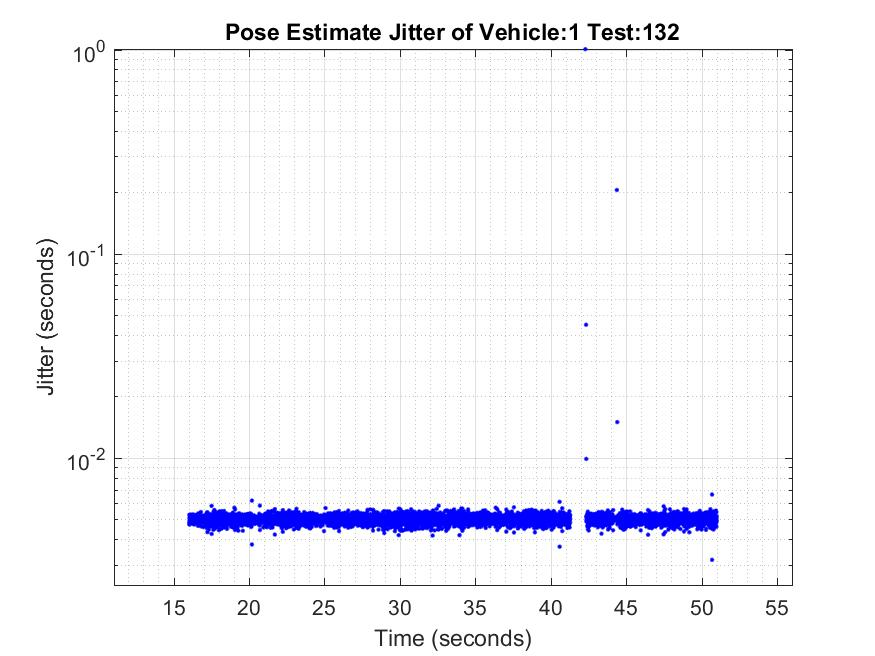 Pose Estimate Jitter of Vehicle:1 Test:132
10^0
10^-1
10^-2
Jitter (seconds)
15 20 25 30 35 40 45 50 55
Time (seconds)